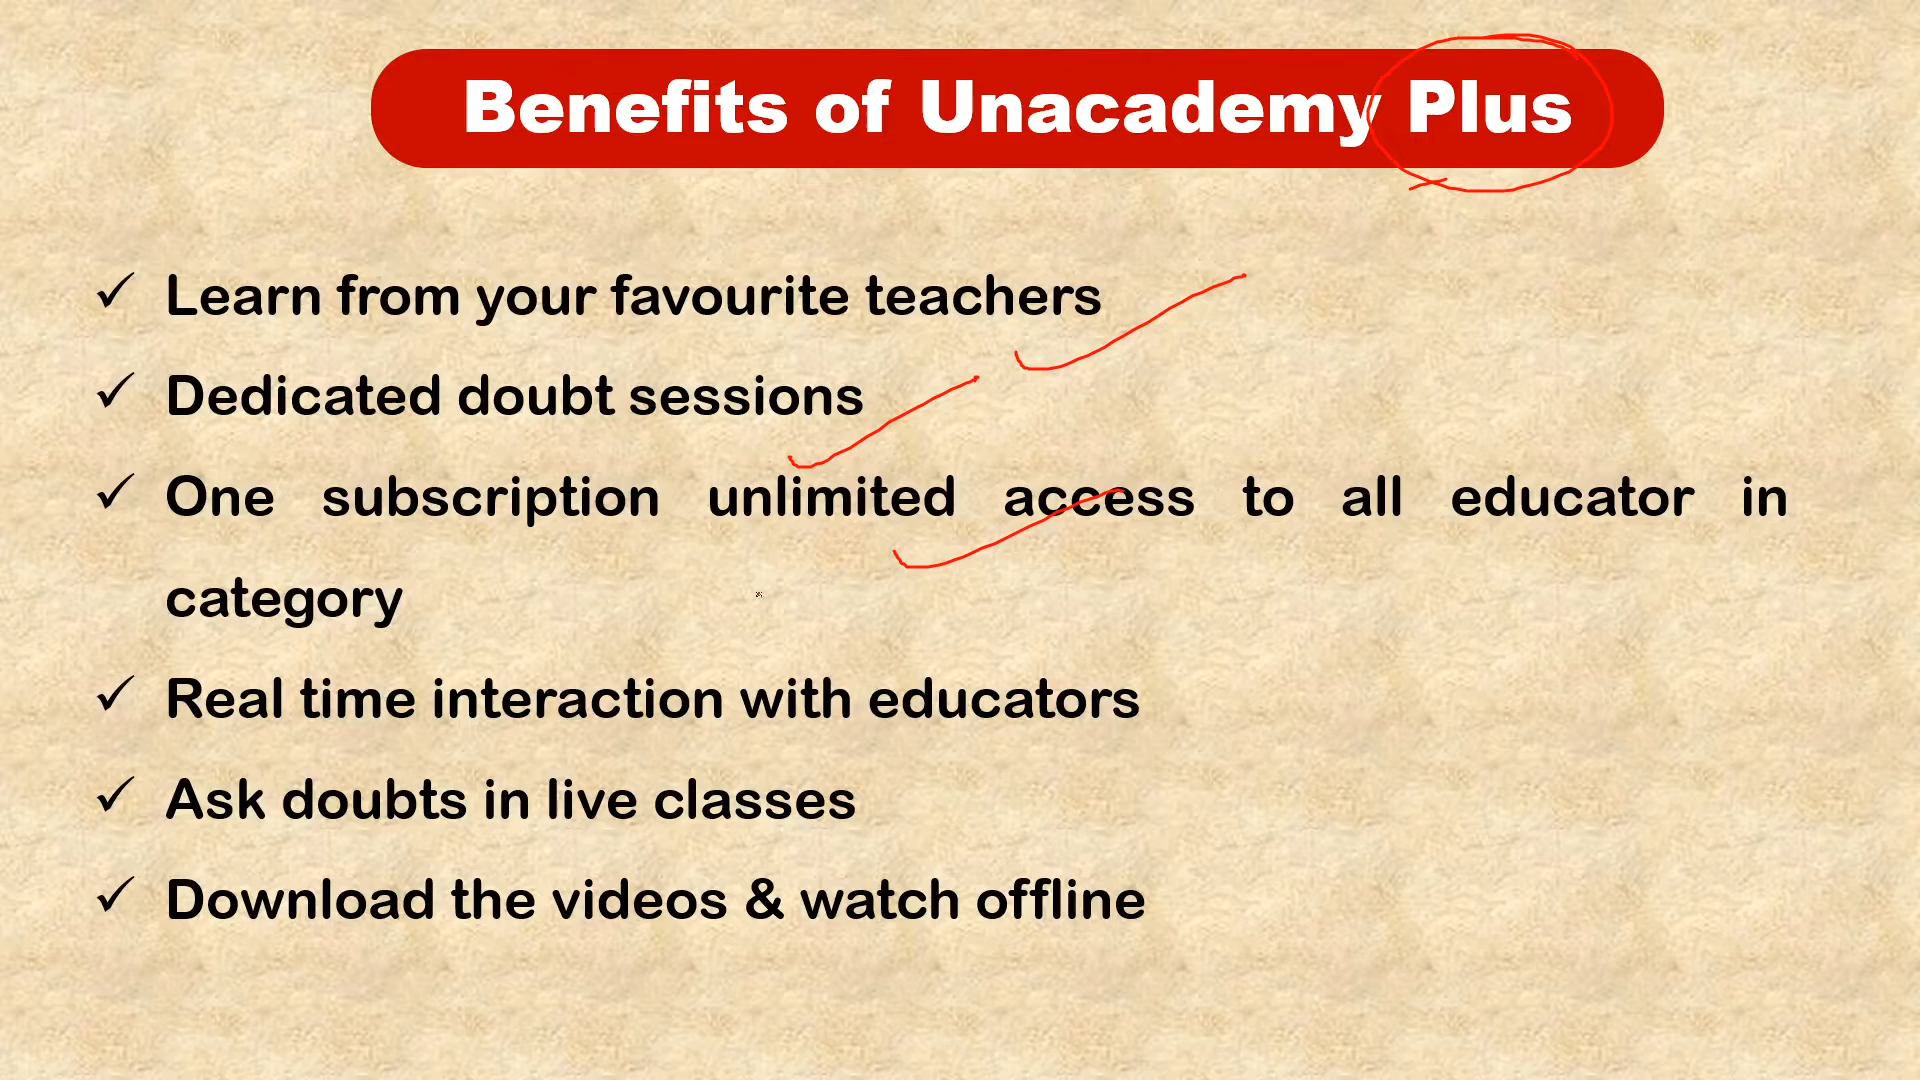 Benefits of Unacademy Plus
✓ Learn from your favourite teachers
✓ Dedicated doubt sessions
✓ One subscription unlimited access to all educator in
category
✓ Real time interaction with educators
✓ Ask doubts in live classes
✓ Download the videos & watch offline